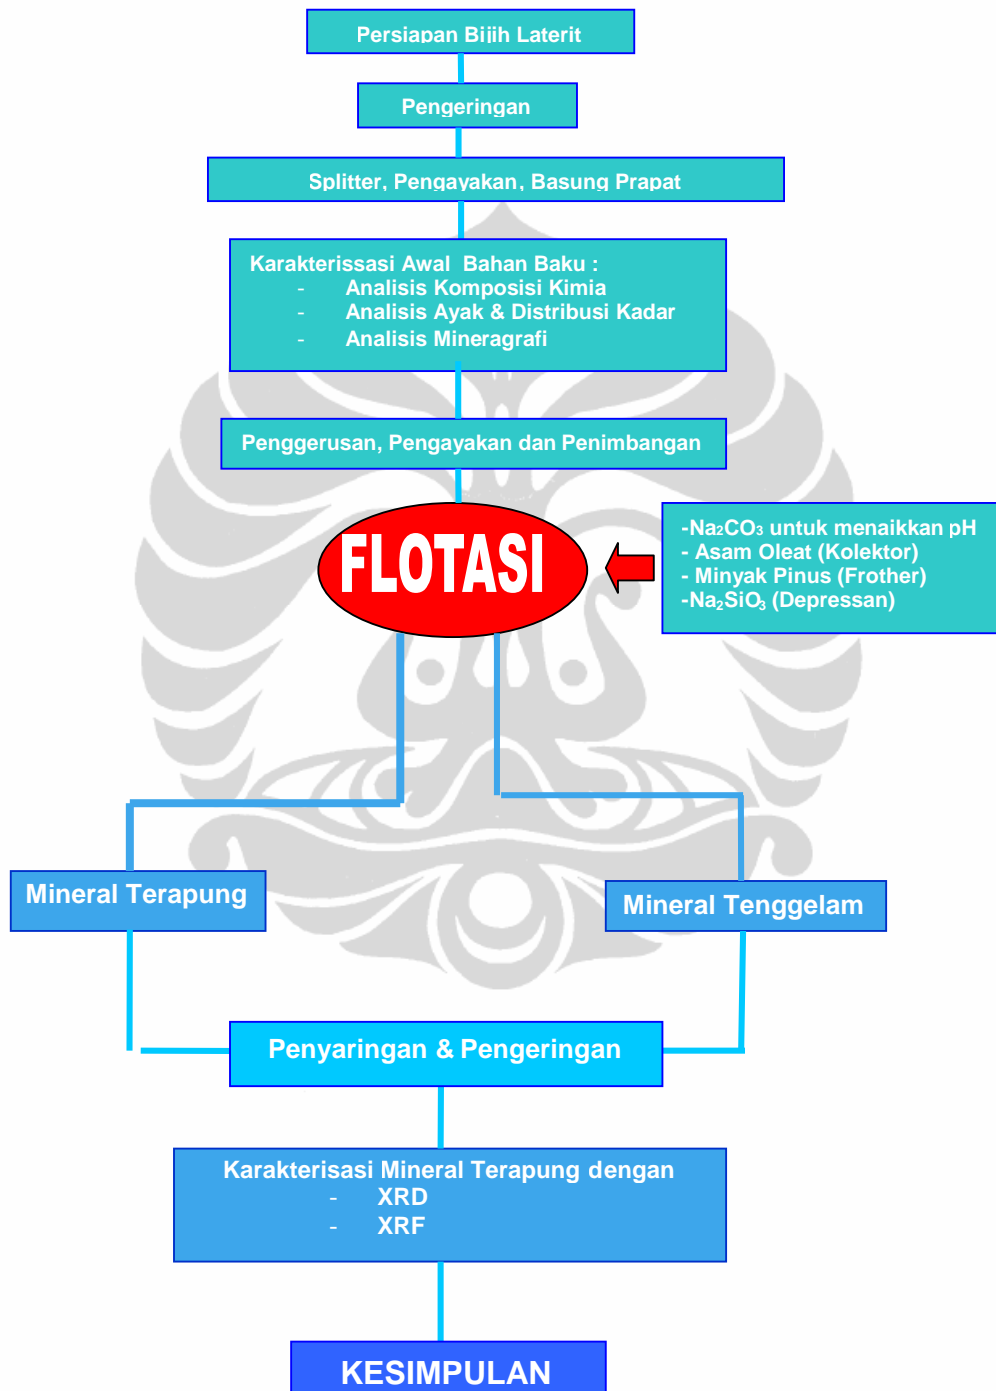 Persiapan Bijih Laterit
Pengeringan
Splitter, Pengayakan, Basung Prapat
Karakterissasi Awal Bahan Baku :
- Analisis Komposisi Kimia
- Analisis Ayak & Distribusi Kadar
- Analisis Mineragrafi
Penggerusan, Pengayakan dan Penimbangan
FLOTASI
-Na₂CO₃ untuk menaikkan pH
- Asam Oleat (Kolektor)
- Minyak Pinus (Frother)
-Na₂SiO₃ (Depressan)
Mineral Terapung
Mineral Tenggelam
Penyaringan & Pengeringan
Karakterisasi Mineral Terapung dengan
- XRD
- XRF
KESIMPULAN